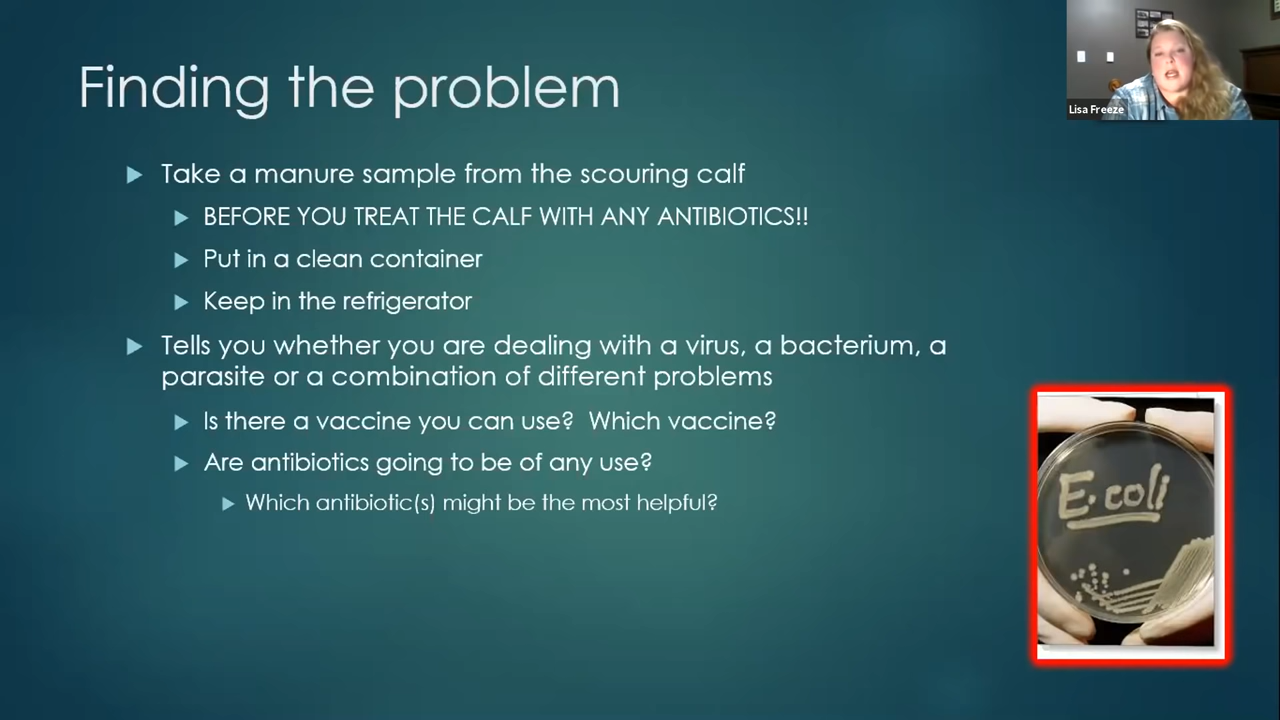 Finding the problem
Lisa Freeze
Take a manure sample from the scouring calf
BEFORE YOU TREAT THE CALF WITH ANY ANTIBIOTICS!!
Put in a clean container
Keep in the refrigerator
Tells you whether you are dealing with a virus, a bacterium, a
parasite or a combination of different problems
Is there a vaccine you can use? Which vaccine?
Are antibiotics going to be of any use?
Which antibiotic(s) might be the most helpful?
E. coli